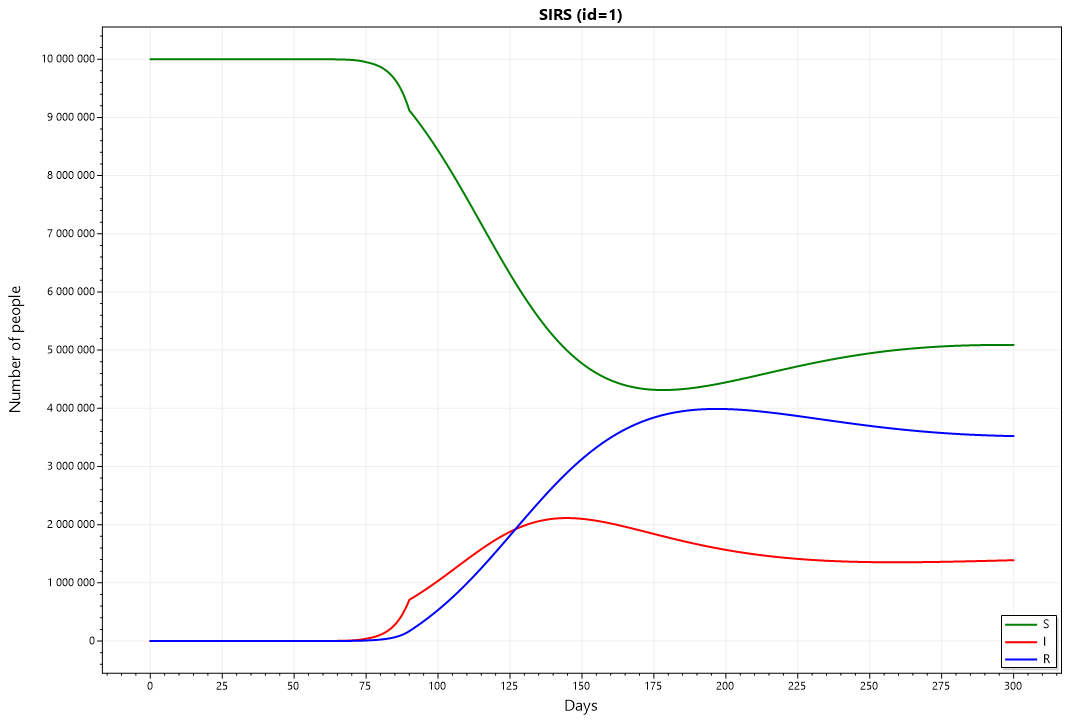 SIRS (id=1)
Number of people
10 000 000
9 000 000
8 000 000
7 000 000
6 000 000
5 000 000
4 000 000
3 000 000
2 000 000
1 000 000
0
0 25 50 75 100 125 150 175 200 225 250 275 300
Days
S
I
R